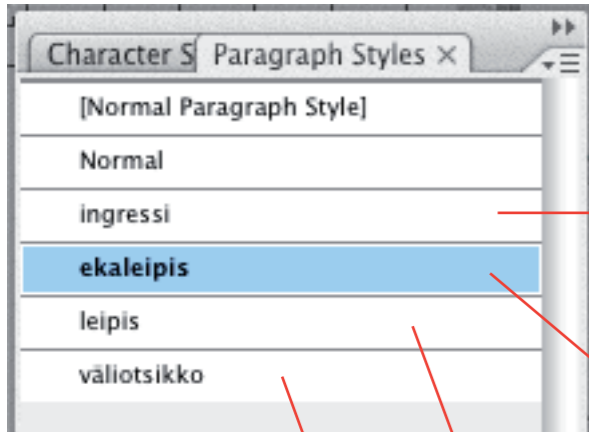 Character S Paragraph Styles ×
[Normal Paragraph Style]
Normal
ingressi
ekaleipis
leipis
väliotsikko